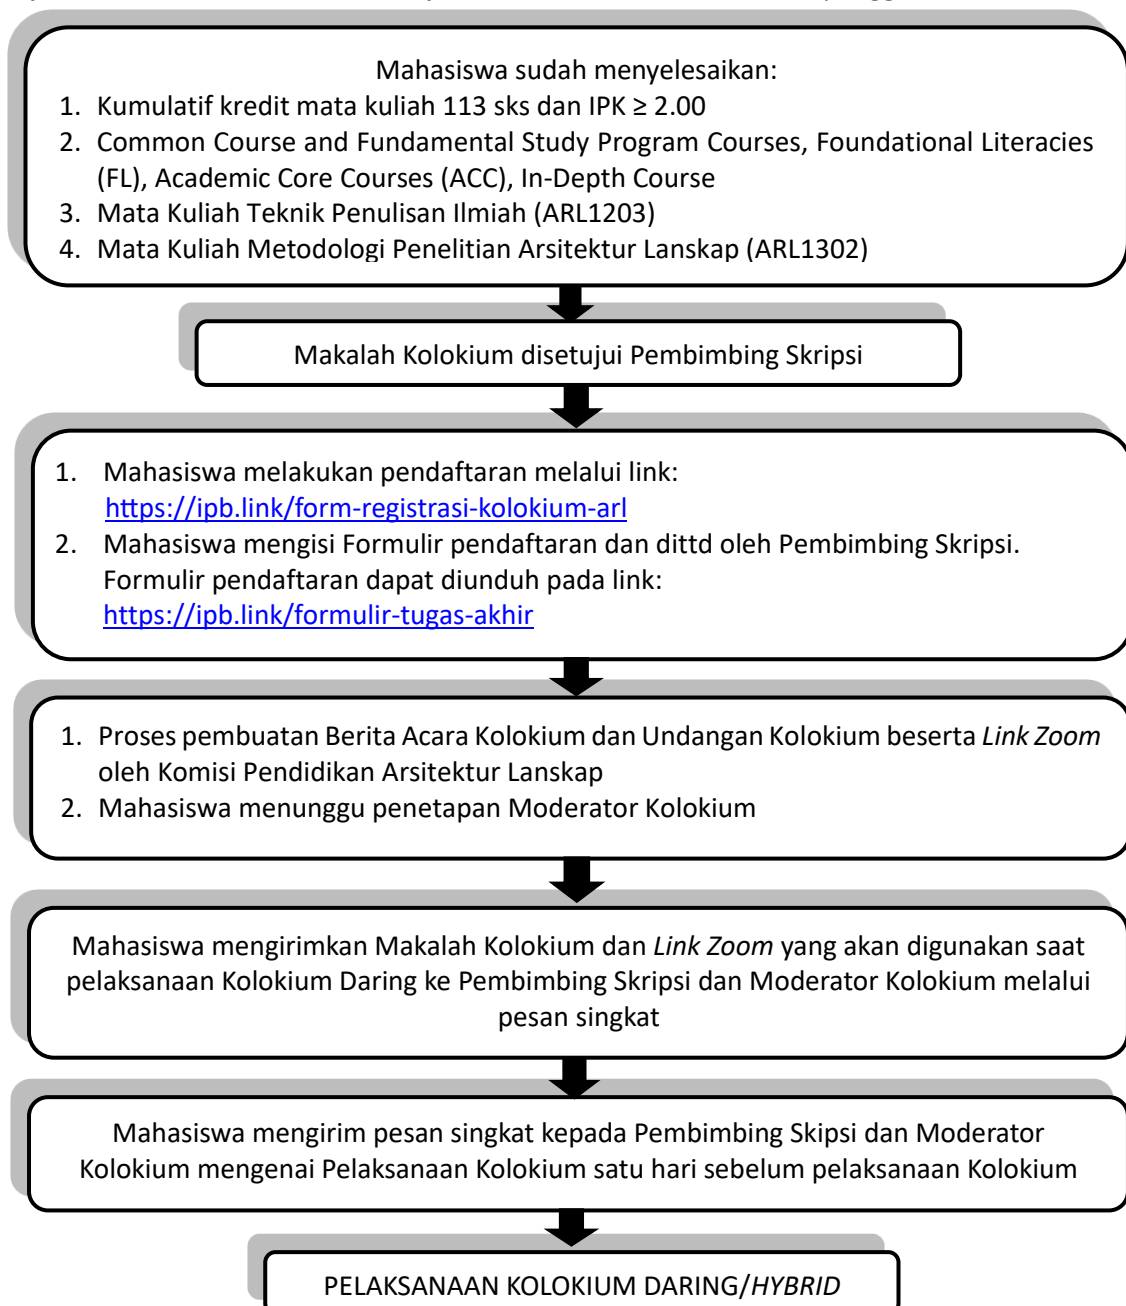 Mahasiswa sudah menyelesaikan:
1. Kumulatif kredit mata kuliah 113 sks dan IPK ≥ 2.00
2. Common Course and Fundamental Study Program Courses, Foundational Literacies
(FL), Academic Core Courses (ACC), In-Depth Course
3. Mata Kuliah Teknik Penulisan Ilmiah (ARL1203)
4. Mata Kuliah Metodologi Penelitian Arsitektur Lanskap (ARL1302)
Makalah Kolokium disetujui Pembimbing Skripsi
1. Mahasiswa melakukan pendaftaran melalui link:
https://ipb.link/form-registrasi-kolokium-arl
2. Mahasiswa mengisi Formulir pendaftaran dan dittd oleh Pembimbing Skripsi.
Formulir pendaftaran dapat diunduh pada link:
https://ipb.link/formulir-tugas-akhir
1. Proses pembuatan Berita Acara Kolokium dan Undangan Kolokium beserta Link Zoom
oleh Komisi Pendidikan Arsitektur Lanskap
2. Mahasiswa menunggu penetapan Moderator Kolokium
Mahasiswa mengirimkan Makalah Kolokium dan Link Zoom yang akan digunakan saat
pelaksanaan Kolokium Daring ke Pembimbing Skripsi dan Moderator Kolokium melalui
pesan singkat
Mahasiswa mengirim pesan singkat kepada Pembimbing Skipsi dan Moderator
Kolokium mengenai Pelaksanaan Kolokium satu hari sebelum pelaksanaan Kolokium
PELAKSANAAN KOLOKIUM DARING/HYBRID